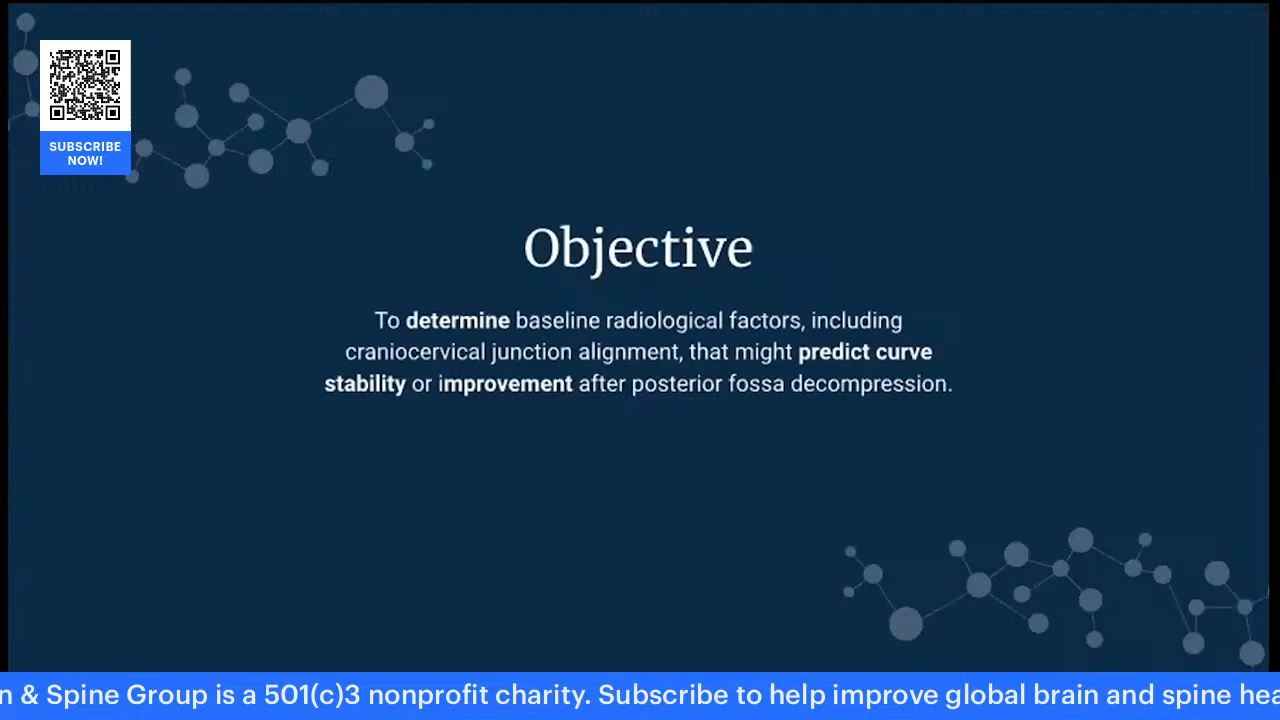 SUBSCRIBE
NOW!
Objective
To determine baseline radiological factors, including
craniocervical junction alignment, that might predict curve
stability or improvement after posterior fossa decompression.
& Spine Group is a 501(c)3 nonprofit charity. Subscribe to help improve global brain and spine